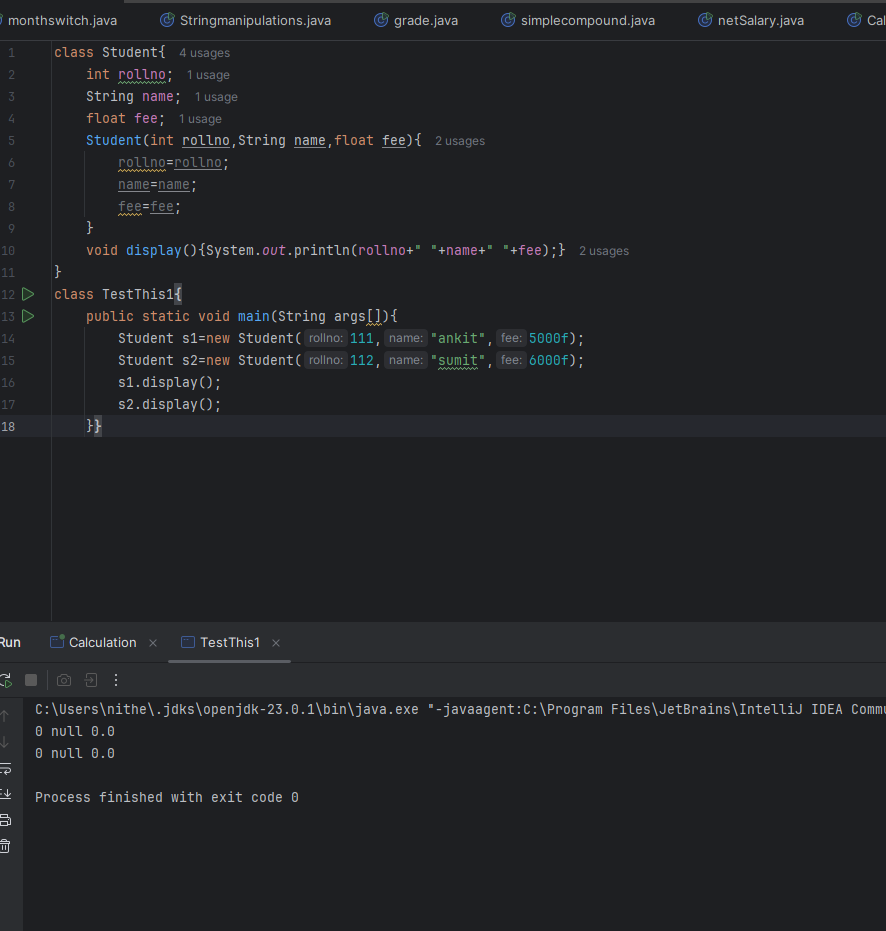 monthswitch.java Stringmanipulations.java grade.java simplecompound.java netSalary.java Cal
1 class Student{ 4 usages
2 int rollno; 1 usage
3 String name; 1 usage
4 float fee; 1 usage
5 Student(int rollno,String name,float fee){ 2 usages
6 rollno=rollno;
7 name=name;
8 fee=fee;
9 }
10 void display(){System.out.println(rollno+" "+name+" "+fee);} 2 usages
11 }
12 class TestThis1{
13 public static void main(String args[]){
14 Student s1=new Student( rollno: 111, name: "ankit", fee: 5000f);
15 Student s2=new Student( rollno: 112, name: "sumit", fee: 6000f);
16 s1.display();
17 s2.display();
18 }}
Run Calculation TestThis1
C:\Users\nithe\.jdks\openjdk-23.0.1\bin\java.exe "-javaagent:C:\Program Files\JetBrains\IntelliJ IDEA Commu
0 null 0.0
0 null 0.0
Process finished with exit code 0